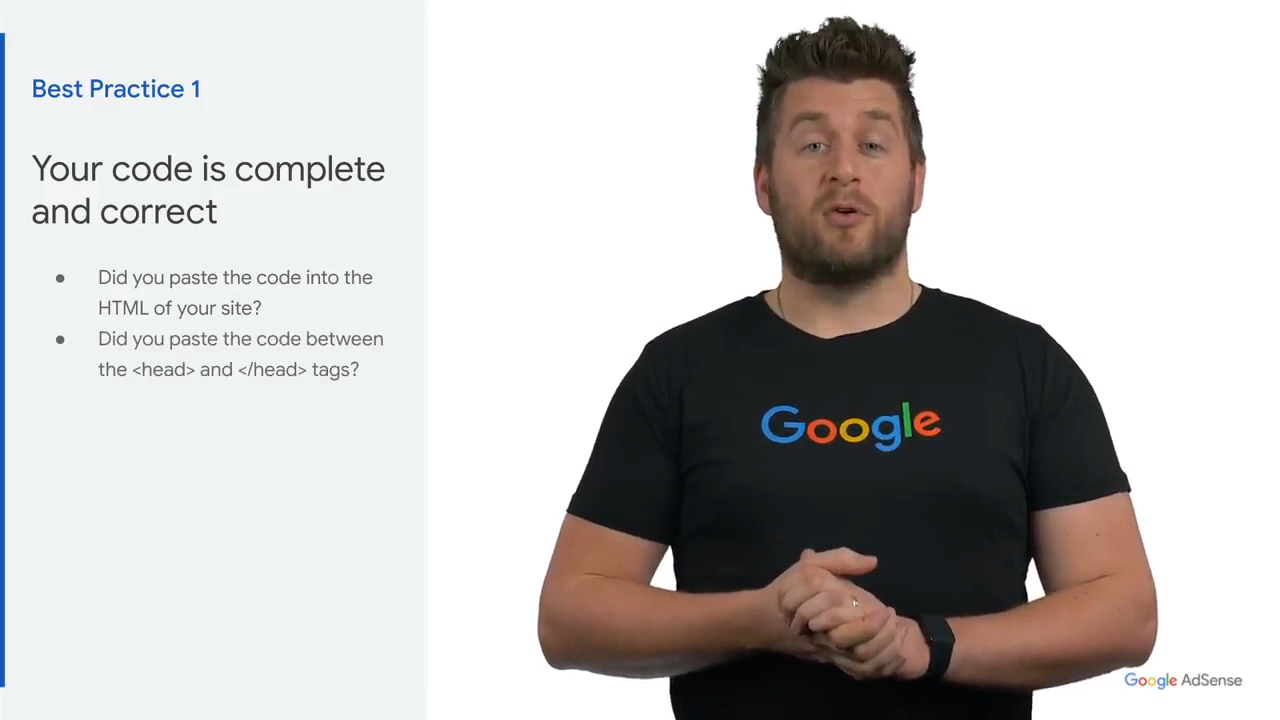 Best Practice 1
Your code is complete
and correct
● Did you paste the code into the
HTML of your site?
● Did you paste the code between
the <head> and </head> tags?
Google
Google AdSense